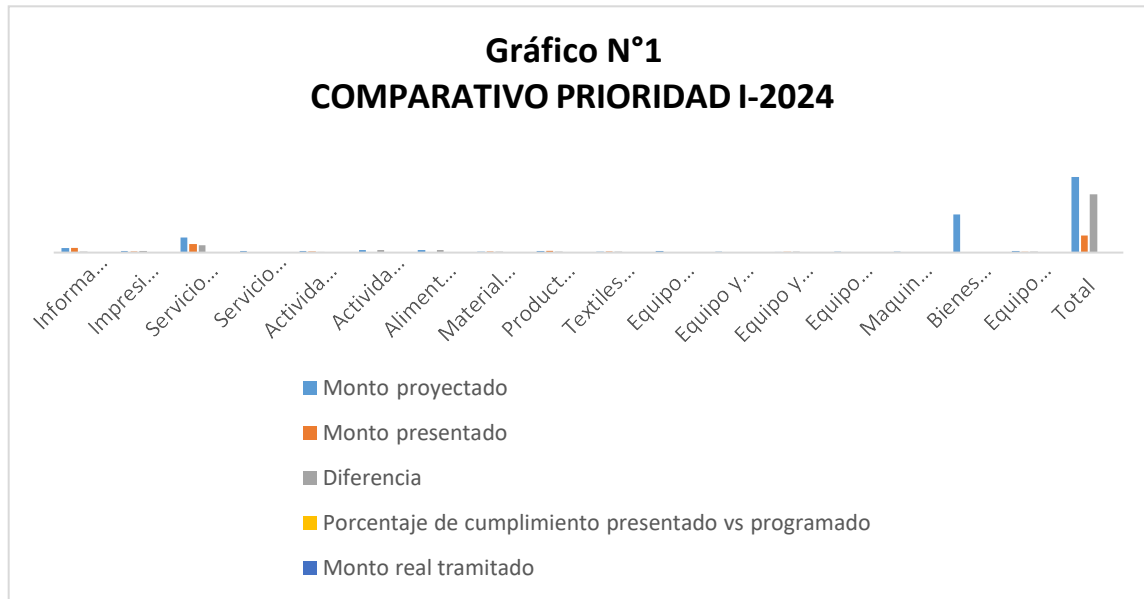 Gráfico N°1
COMPARATIVO PRIORIDAD I-2024
Informa...
Impresi...
Servicio...
Servicio...
Activida...
Activida...
Aliment...
Material...
Product...
Textiles...
Equipo...
Equipo y...
Equipo y...
Equipo...
Maquin...
Bienes...
Equipo...
Total
Monto proyectado
Monto presentado
Diferencia
Porcentaje de cumplimiento presentado vs programado
Monto real tramitado